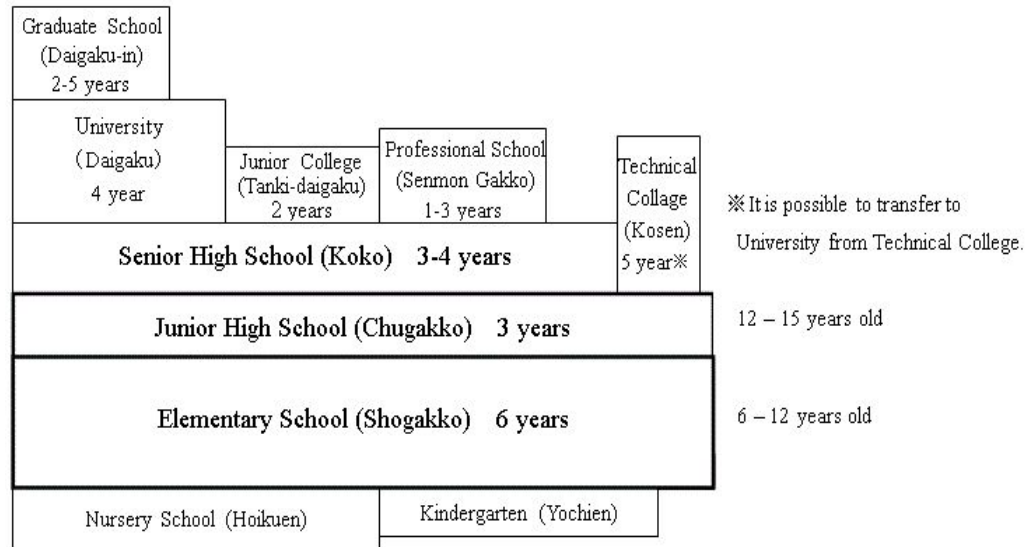 Graduate School
(Daigaku-in)
2-5 years
University
(Daigaku)
4 year
Junior College
(Tanki-daigaku)
2 years
Professional School
(Senmon Gakko)
1-3 years
Technical
Collage
(Kosen)
5 year※
※It is possible to transfer to
University from Technical College.
Senior High School (Koko) 3-4 years
Junior High School (Chugakko) 3 years
12 – 15 years old
Elementary School (Shogakko) 6 years
6 – 12 years old
Nursery School (Hoikuen)
Kindergarten (Yochien)